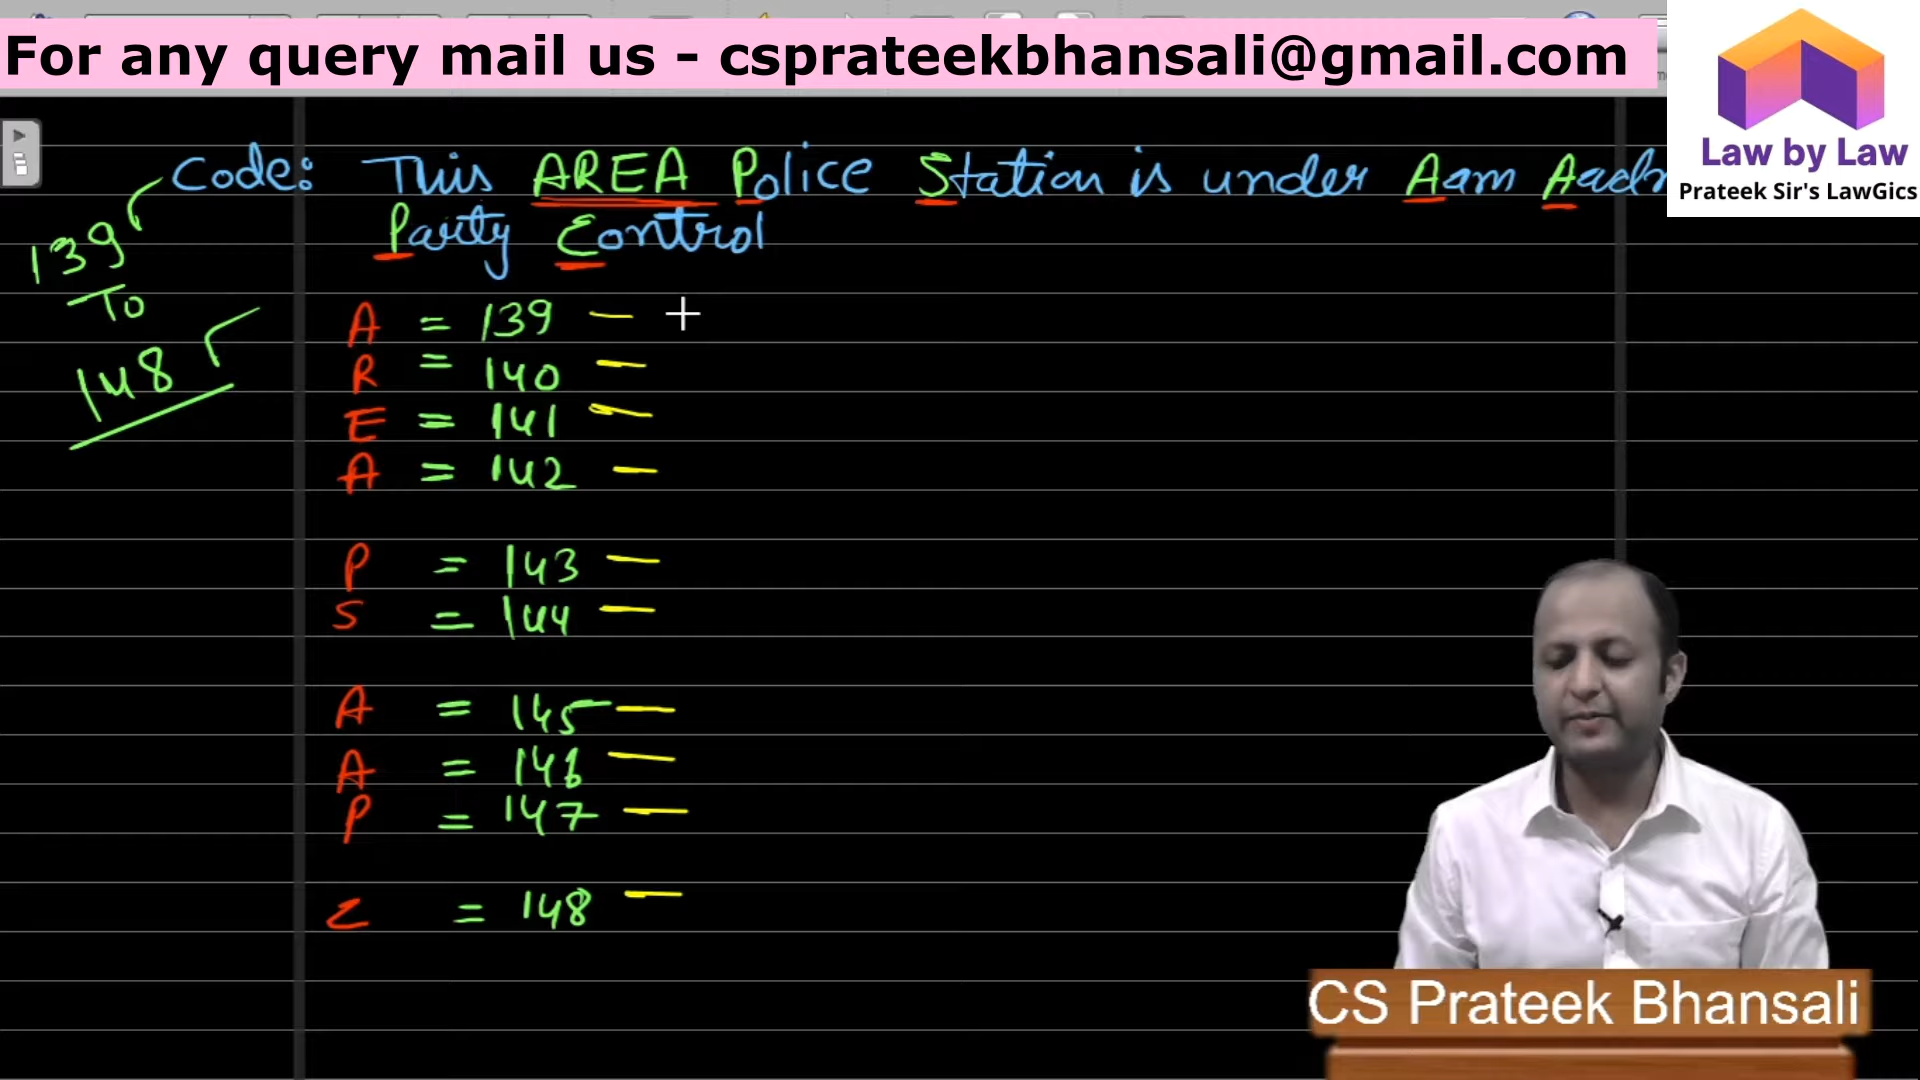 For any query mail us - csprateekbhansali@gmail.com
Law by Law
Prateek Sir's LawGics
Code: This AREA Police Station is under Aam
Party Control
139
To
148
A = 139 —
R = 140 —
E = 141 —
A = 142 —
P = 143 —
S = 144 —
A = 145 —
A = 146 —
P = 147 —
C = 148 —
CS Prateek Bhansali